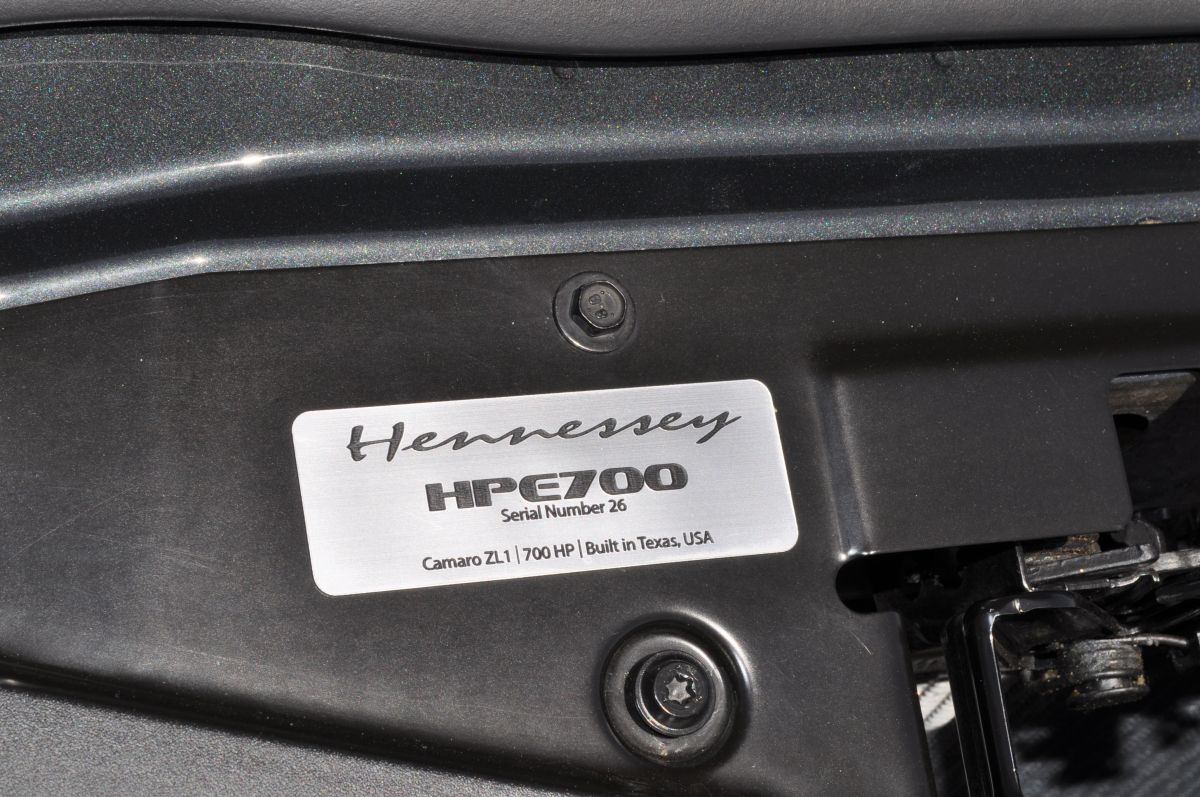 Hennessey
HPE700
Serial Number 26
Camaro ZL1 | 700 HP | Built in Texas, USA